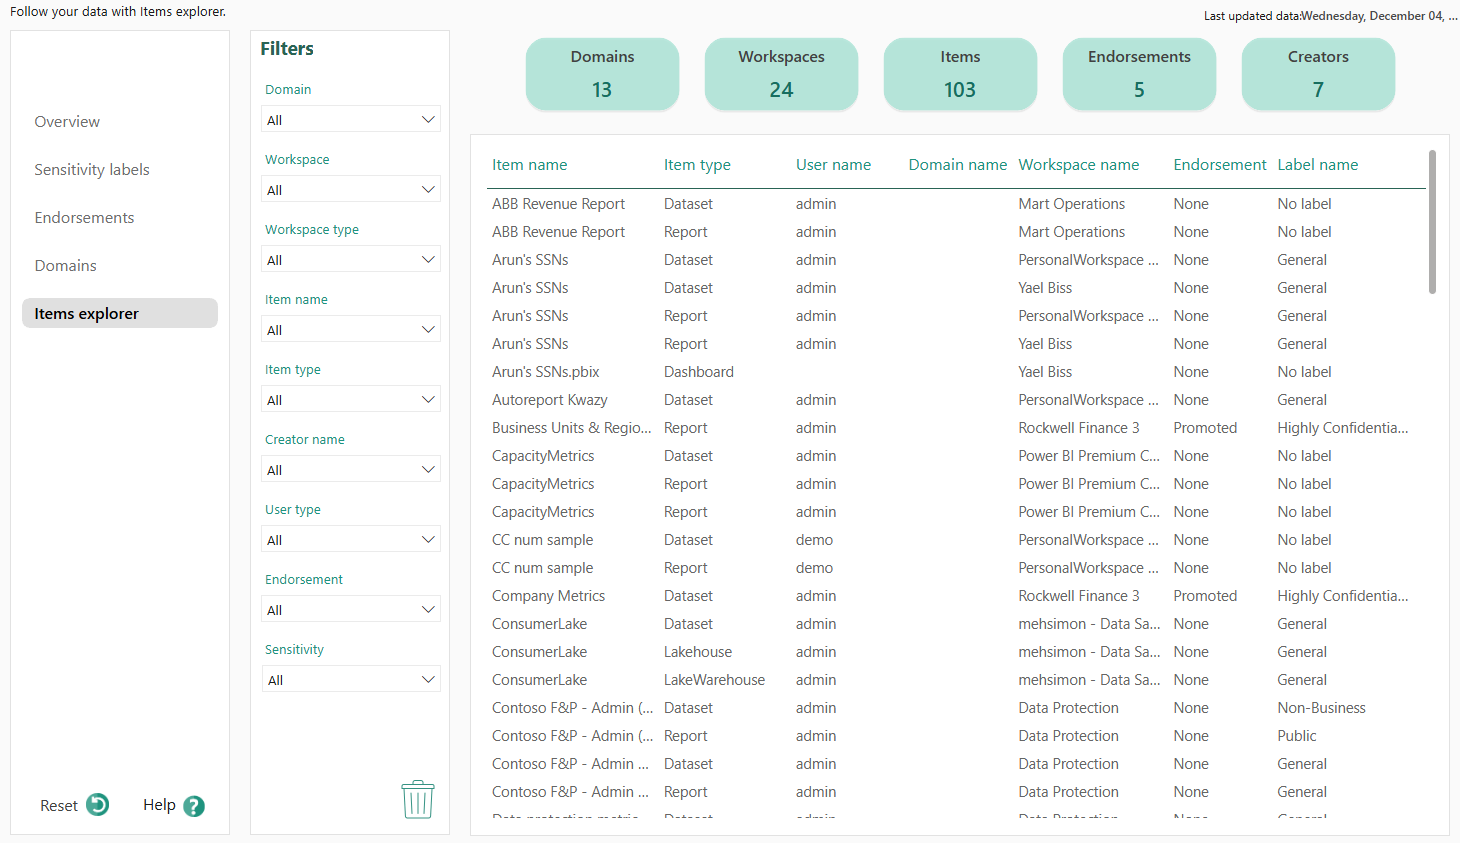 Follow your data with Items explorer.
Last updated data:Wednesday, December 04, ...
Overview
Sensitivity labels
Endorsements
Domains
Items explorer
Reset
Help ?
Filters
Domain
All
Workspace
All
Workspace type
All
Item name
All
Item type
All
Creator name
All
User type
All
Endorsement
All
Sensitivity
All
Domains
13
Workspaces
24
Items
103
Endorsements
5
Creators
7
Item name Item type User name Domain name Workspace name Endorsement Label name
ABB Revenue Report Dataset admin Mart Operations None No label
ABB Revenue Report Report admin Mart Operations None No label
Arun's SSNs Dataset admin PersonalWorkspace ... None General
Arun's SSNs Dataset admin Yael Biss None General
Arun's SSNs Report admin PersonalWorkspace ... None General
Arun's SSNs Report admin Yael Biss None General
Arun's SSNs.pbix Dashboard Yael Biss None No label
Autoreport Kwazy Dataset admin PersonalWorkspace ... None General
Business Units & Regio... Report admin Rockwell Finance 3 Promoted Highly Confidentia...
CapacityMetrics Dataset admin Power BI Premium C... None No label
CapacityMetrics Report admin Power BI Premium C... None No label
CapacityMetrics Report admin Power BI Premium C... None No label
CC num sample Dataset demo PersonalWorkspace ... None No label
CC num sample Report demo PersonalWorkspace ... None No label
Company Metrics Dataset admin Rockwell Finance 3 Promoted Highly Confidentia...
ConsumerLake Dataset admin mehsimon - Data Sa... None General
ConsumerLake Lakehouse admin mehsimon - Data Sa... None General
ConsumerLake LakeWarehouse admin mehsimon - Data Sa... None General
Contoso F&P - Admin (... Dataset admin Data Protection None Non-Business
Contoso F&P - Admin (... Report admin Data Protection None Public
Contoso F&P - Admin ... Dataset admin Data Protection None General
Contoso F&P - Admin ... Report admin Data Protection None General